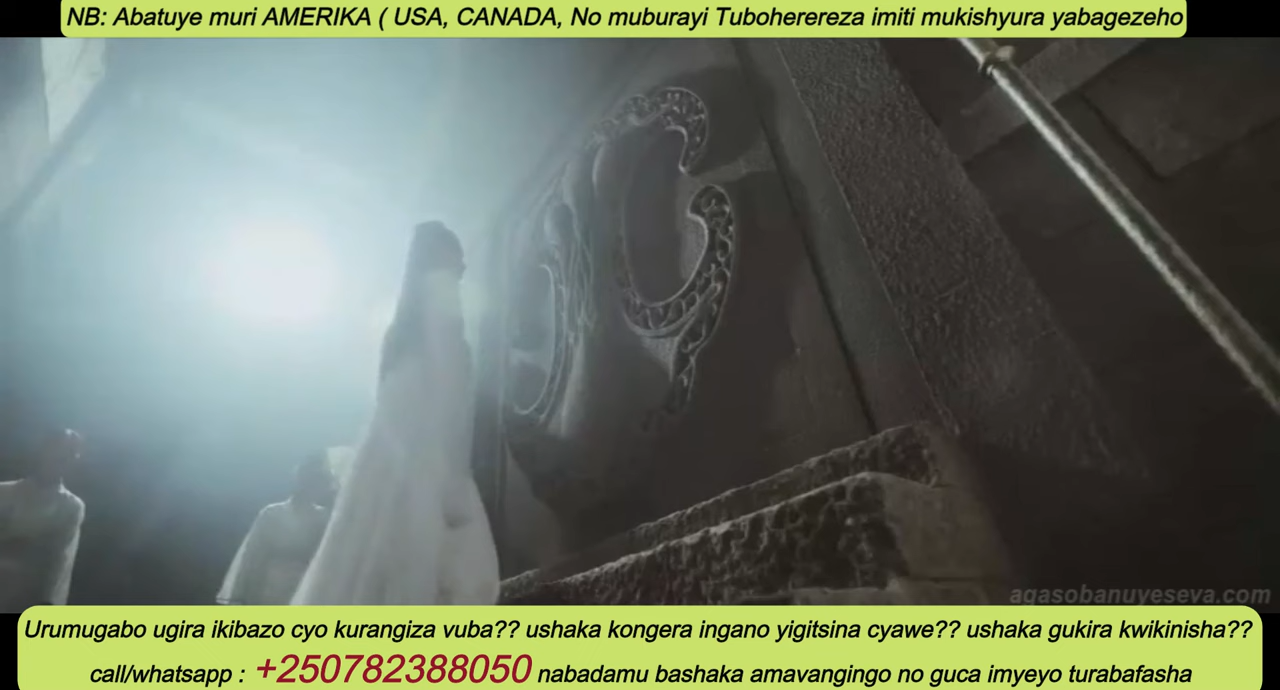 NB: Abatuye muri AMERIKA ( USA, CANADA, No muburayi Tuboherereza imiti mukishyura yabagezeho
agasobanuyeseva.com
Urumugabo ugira ikibazo cyo kurangiza vuba?? ushaka kongera ingano yigitsina cyawe?? ushaka gukira kwikinisha??
call/whatsapp : +250782388050 nabadamu bashaka amavangingo no guca imyeyo turabafasha